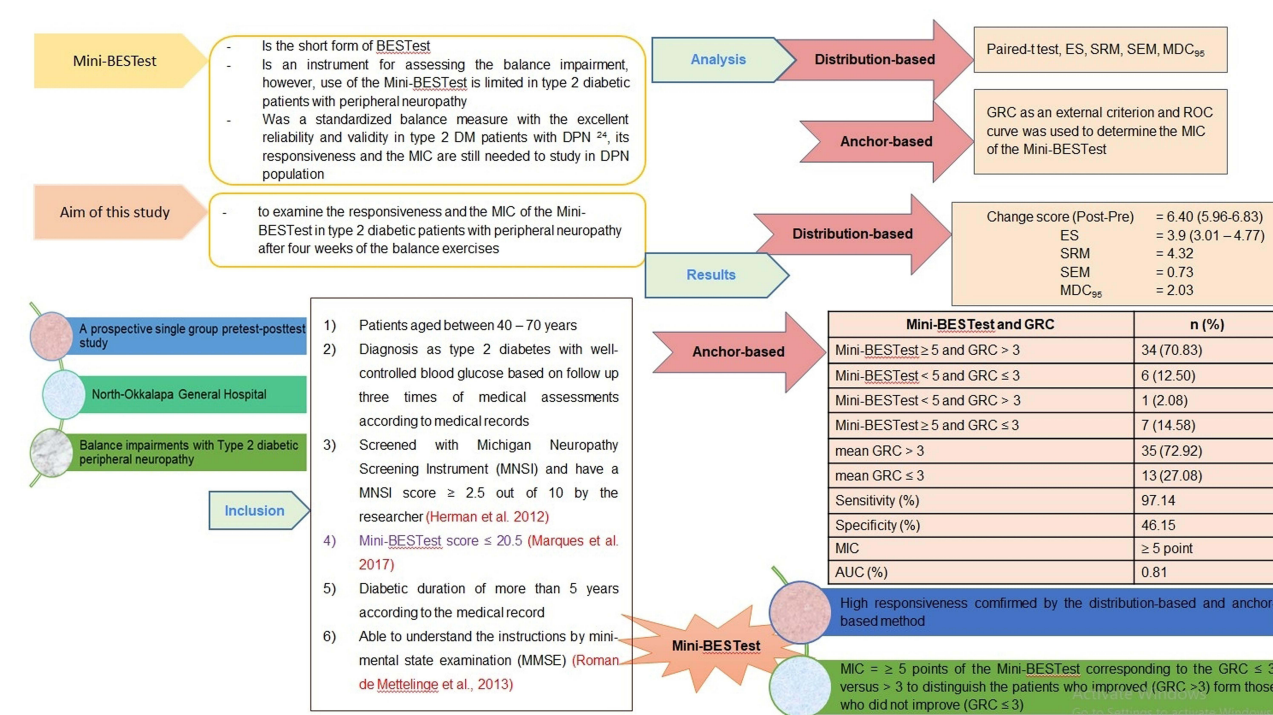 Mini-BESTest
- Is the short form of BESTest
- Is an instrument for assessing the balance impairment,
however, use of the Mini-BESTest is limited in type 2 diabetic
patients with peripheral neuropathy
- Was a standardized balance measure with the excellent
reliability and validity in type 2 DM patients with DPN 24, its
responsiveness and the MIC are still needed to study in DPN
population
Aim of this study
- to examine the responsiveness and the MIC of the Mini-
BESTest in type 2 diabetic patients with peripheral neuropathy
after four weeks of the balance exercises
A prospective single group pretest-posttest
study
North-Okkalapa General Hospital
Balance impairments with Type 2 diabetic
peripheral neuropathy
Inclusion
1) Patients aged between 40 – 70 years
2) Diagnosis as type 2 diabetes with well-
controlled blood glucose based on follow up
three times of medical assessments
according to medical records
3) Screened with Michigan Neuropathy
Screening Instrument (MNSI) and have a
MNSI score ≥ 2.5 out of 10 by the
researcher (Herman et al. 2012)
4) Mini-BESTest score ≤ 20.5 (Marques et al.
2017)
5) Diabetic duration of more than 5 years
according to the medical record
6) Able to understand the instructions by mini-
mental state examination (MMSE) (Roman
de Mettelinge et al., 2013)
Analysis
Distribution-based
Paired-t test, ES, SRM, SEM, MDC95
Anchor-based
GRC as an external criterion and ROC
curve was used to determine the MIC
of the Mini-BESTest
Results
Distribution-based
Change score (Post-Pre) = 6.40 (5.96-6.83)
ES = 3.9 (3.01 – 4.77)
SRM = 4.32
SEM = 0.73
MDC95 = 2.03
Anchor-based
Mini-BESTest and GRC n (%)
Mini-BESTest ≥ 5 and GRC > 3 34 (70.83)
Mini-BESTest < 5 and GRC ≤ 3 6 (12.50)
Mini-BESTest < 5 and GRC > 3 1 (2.08)
Mini-BESTest ≥ 5 and GRC ≤ 3 7 (14.58)
mean GRC > 3 35 (72.92)
mean GRC ≤ 3 13 (27.08)
Sensitivity (%) 97.14
Specificity (%) 46.15
MIC ≥ 5 point
AUC (%) 0.81
Mini-BESTest
High responsiveness comfirmed by the distribution-based and anchor-
based method
MIC = ≥ 5 points of the Mini-BESTest corresponding to the GRC ≤ 3
versus > 3 to distinguish the patients who improved (GRC >3) form those
who did not improve (GRC ≤ 3)
Activate Windows
Go to Settings to activate Windows